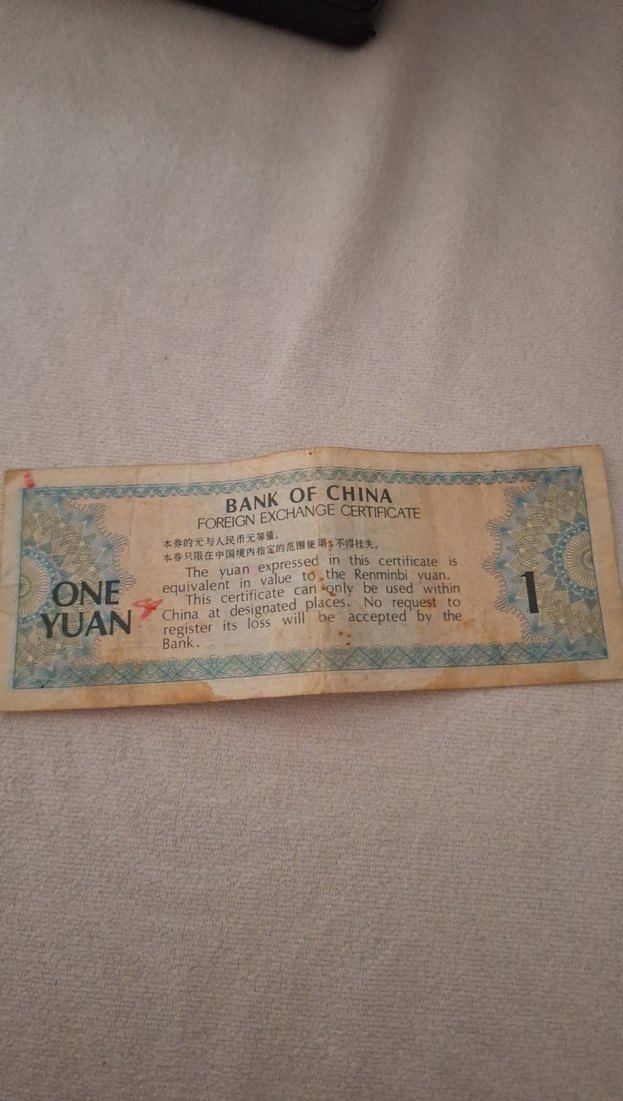 BANK OF CHINA
FOREIGN EXCHANGE CERTIFICATE
本券的元与人民币元等值。
本券只限在中国境内指定的范围使用,不得挂失。
The yuan expressed in this certificate is
equivalent in value to the Renminbi yuan.
This certificate can only be used within
China at designated places. No request to
register its loss will be accepted by the
Bank.
ONE
YUAN
1